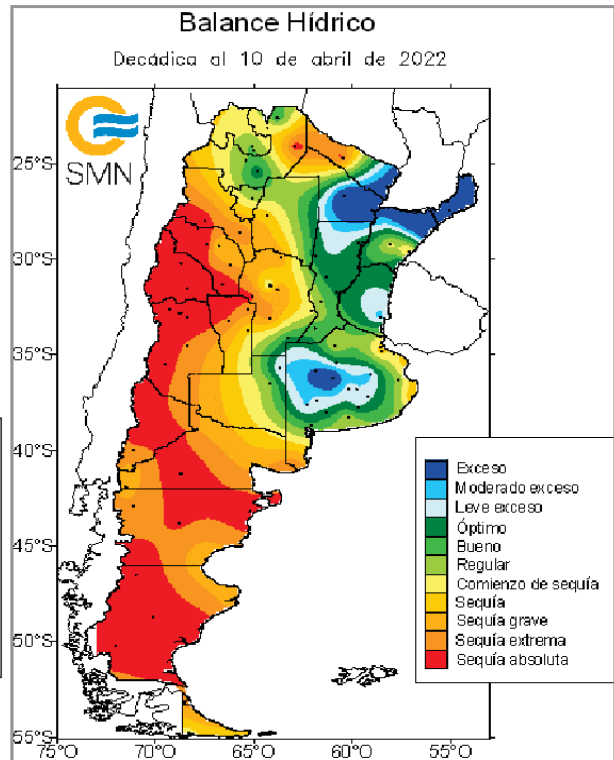 Balance Hídrico
Decádica al 10 de abril de 2022
SMN
25°S
30°S
35°S
40°S
45°S
50°S
55°S
75°O 70°O 65°O 60°O 55°O
Exceso
Moderado exceso
Leve exceso
Óptimo
Bueno
Regular
Comienzo de sequía
Sequía
Sequía grave
Sequía extrema
Sequía absoluta